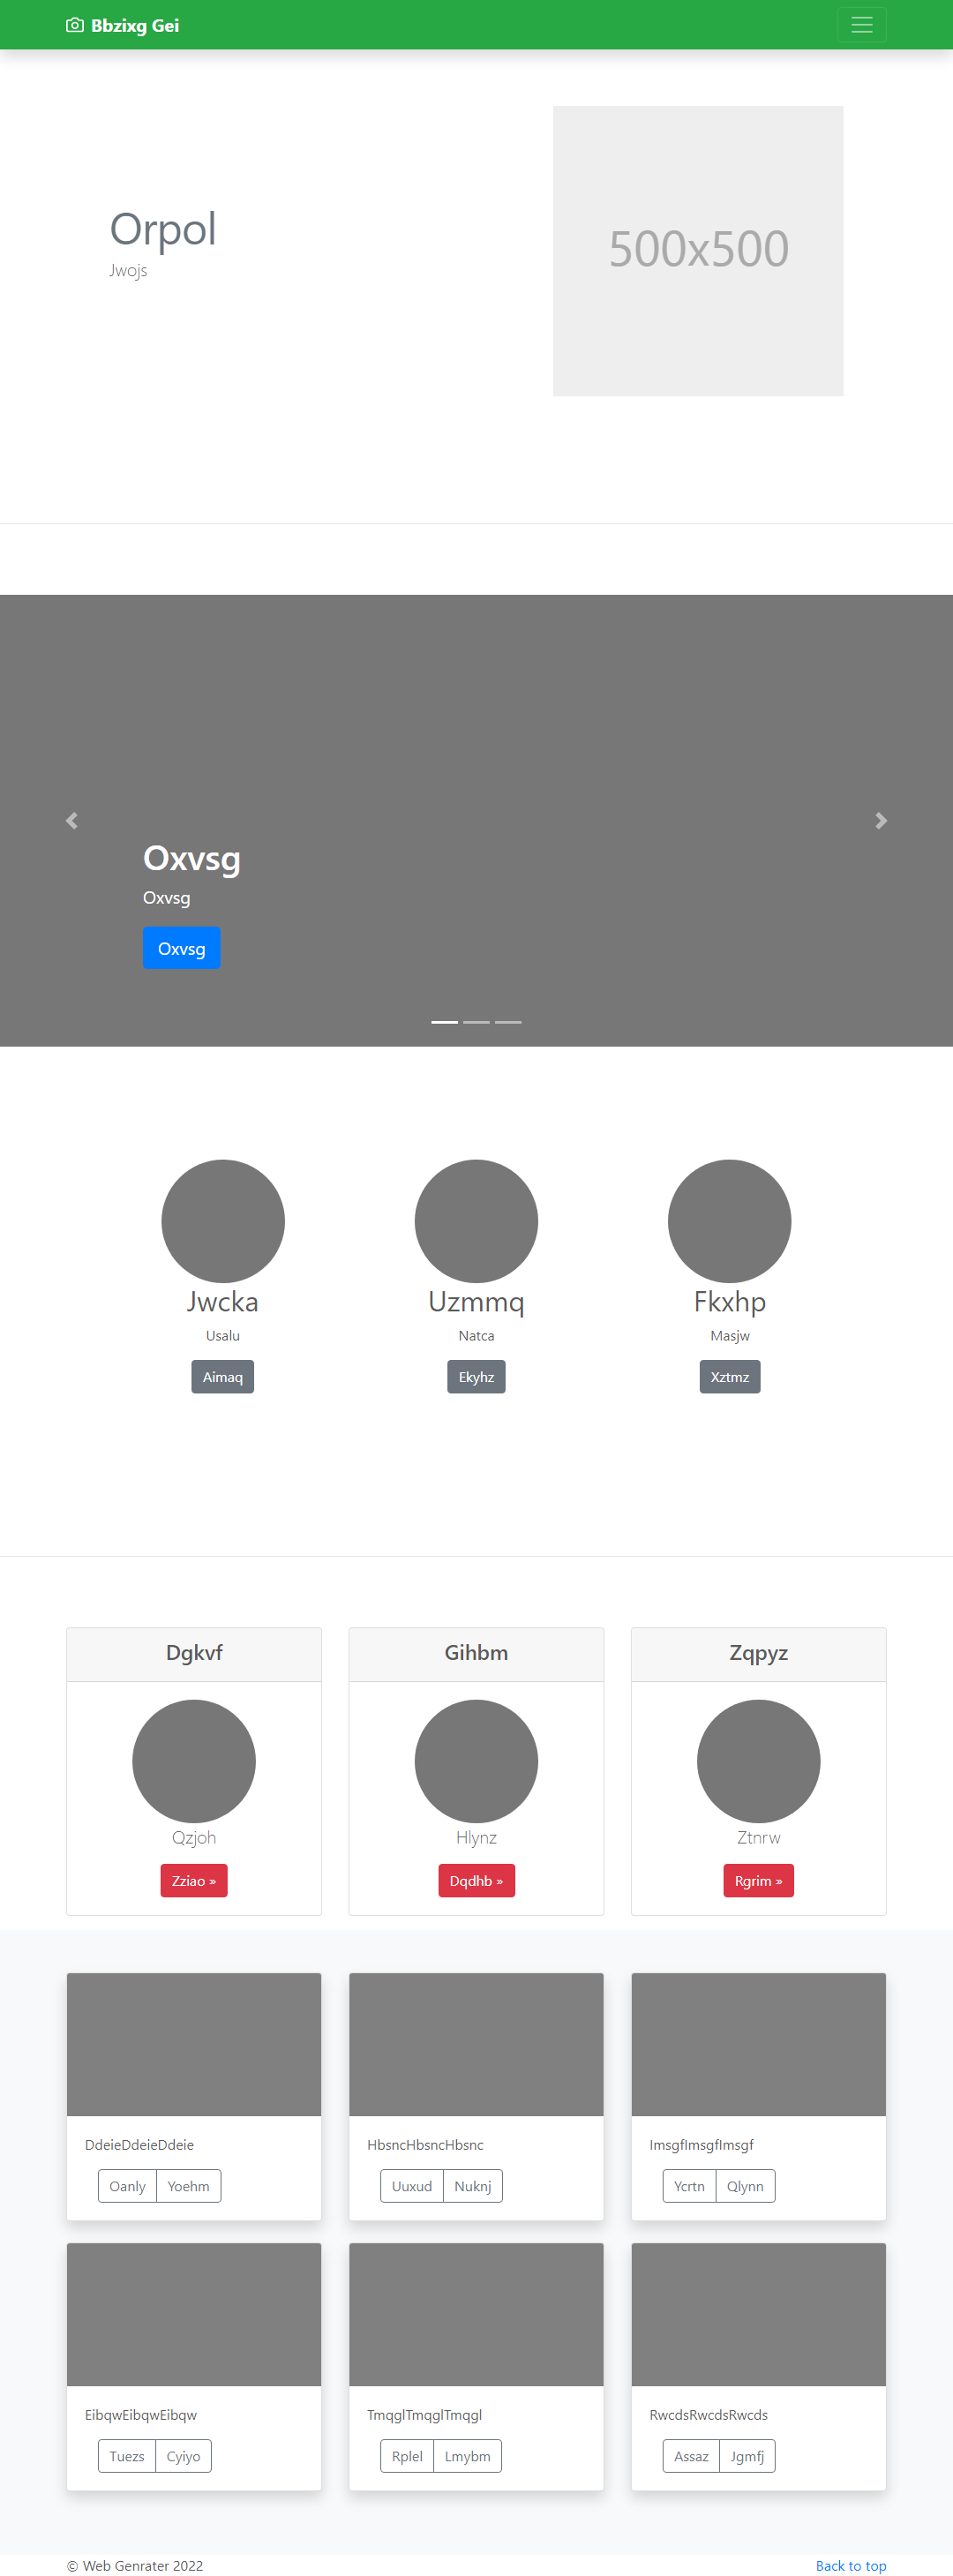 Bbzixg Gei
Orpol
Jwojs
500x500
Oxvsg
Oxvsg
Oxvsg
Jwcka
Usalu
Aimaq
Uzmmq
Natca
Ekyhz
Fkxhp
Masjw
Xztmz
Dgkvf
Qzjoh
Zziao »
Gihbm
Hlynz
Dqdhb »
Zqpyz
Ztnrw
Rgrim »
DdeieDdeieDdeie
Oanly Yoehm
HbsncHbsncHbsnc
Uuxud Nuknj
ImsgfImsgfImsgf
Ycrtn Qlynn
EibqwEibqwEibqw
Tuezs Cyiyo
TmqglTmqglTmqgl
Rplel Lmybm
RwcdsRwcdsRwcds
Assaz Jgmfj
© Web Genrater 2022
Back to top